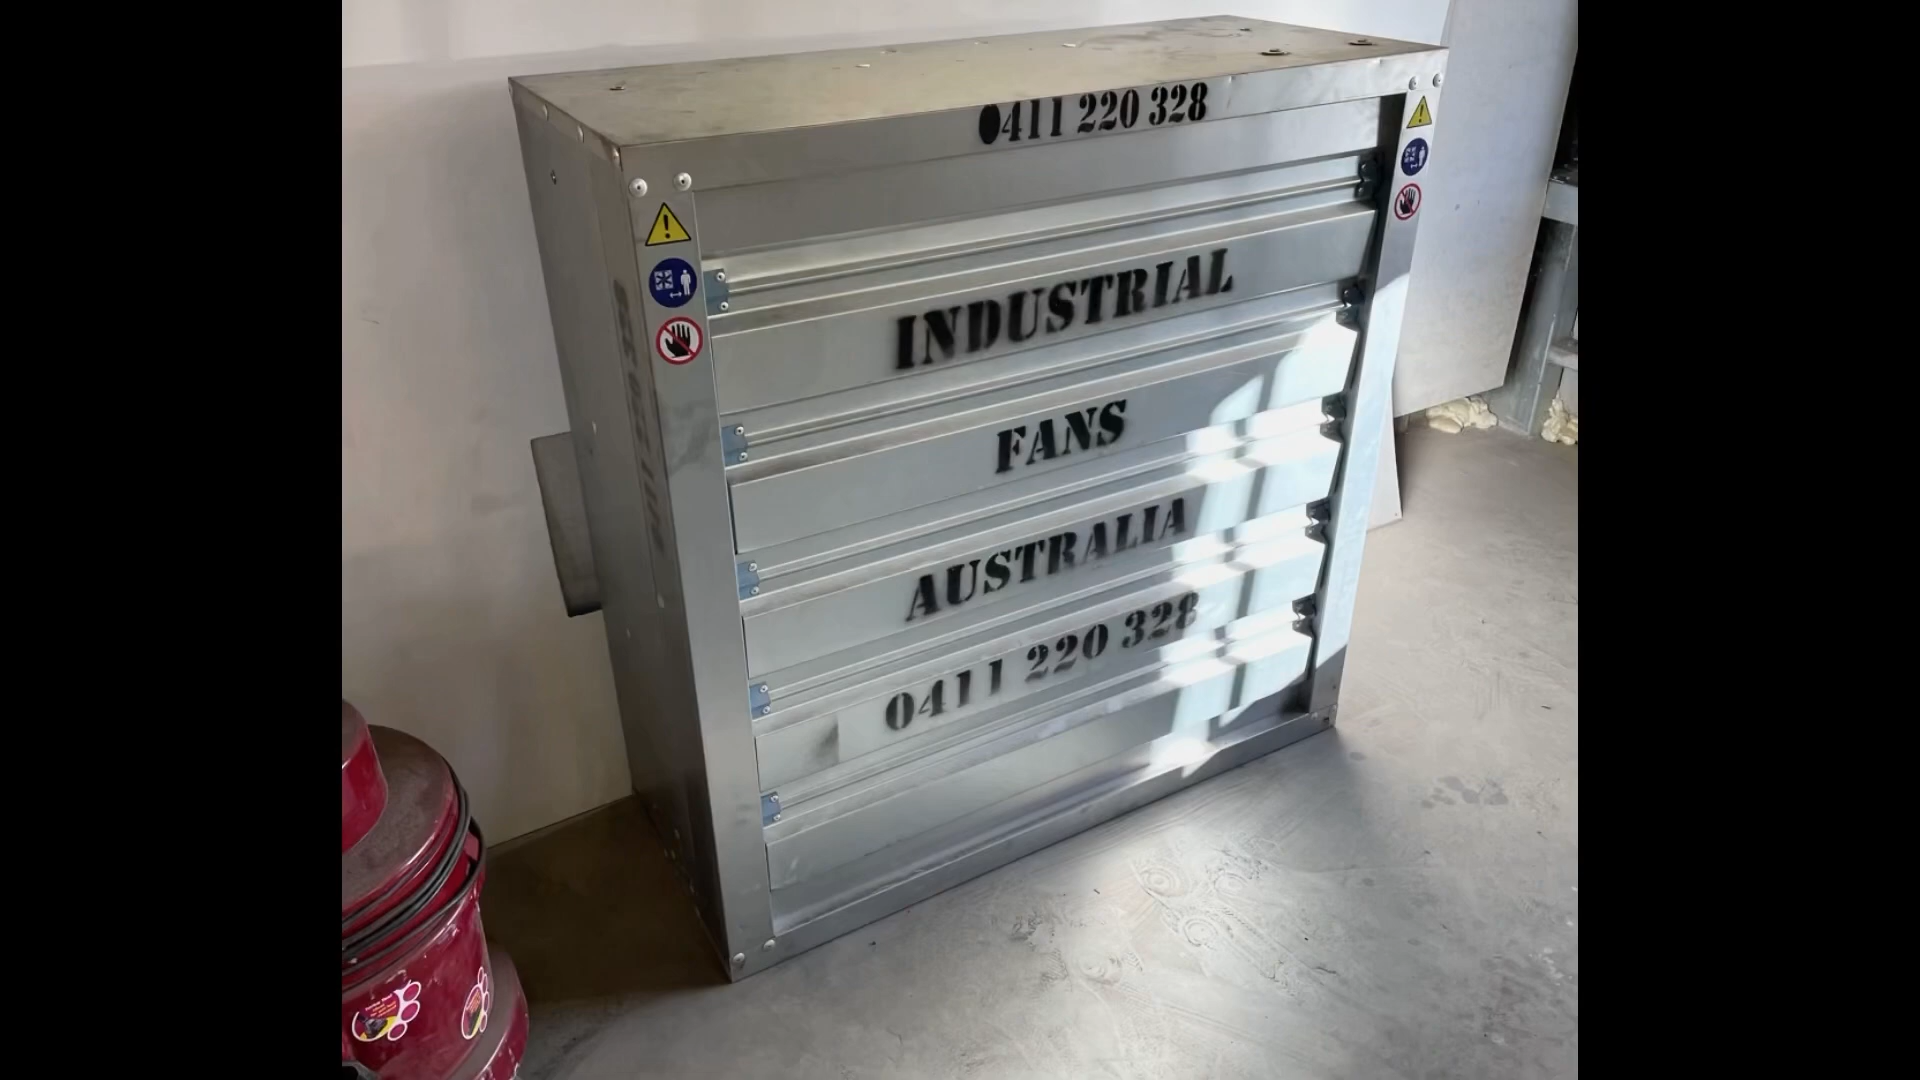 0411 220 328
INDUSTRIAL
FANS
AUSTRALIA
0411 220 328